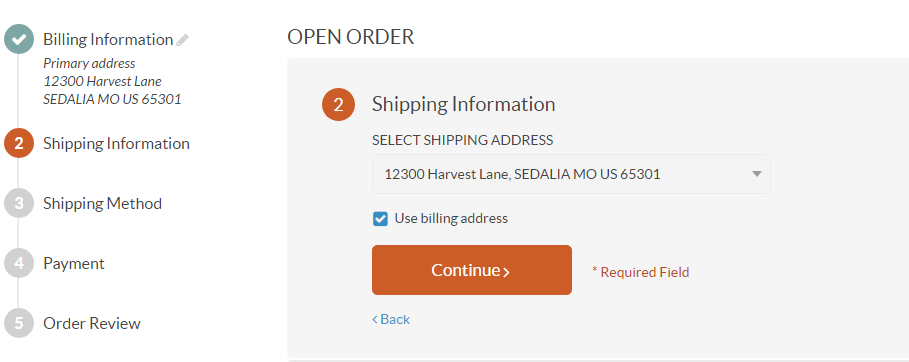 Billing Information
Primary address
12300 Harvest Lane
SEDALIA MO US 65301
2 Shipping Information
3 Shipping Method
4 Payment
5 Order Review
OPEN ORDER
2 Shipping Information
SELECT SHIPPING ADDRESS
12300 Harvest Lane, SEDALIA MO US 65301
Use billing address
Continue ›
* Required Field
‹ Back